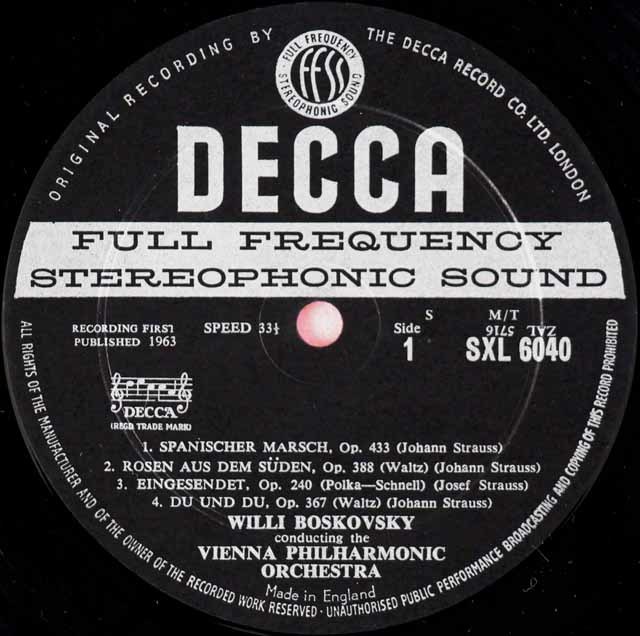 ORIGINAL RECORDING BY THE DECCA RECORD CO. LTD. LONDON
FULL FREQUENCY
FFSS
STEREOPHONIC SOUND
DECCA
FULL FREQUENCY
STEREOPHONIC SOUND
RECORDING FIRST
PUBLISHED 1963
SPEED 33⅓
S
Side
1
M/T
ZAL 5716
SXL 6040
DECCA
(REGD TRADE MARK)
1. SPANISCHER MARSCH, Op. 433 (Johann Strauss)
2. ROSEN AUS DEM SÜDEN, Op. 388 (Waltz) (Johann Strauss)
3. EINGESENDET, Op. 240 (Polka—Schnell) (Josef Strauss)
4. DU UND DU, Op. 367 (Waltz) (Johann Strauss)
WILLI BOSKOVSKY
conducting the
VIENNA PHILHARMONIC
ORCHESTRA
Made in England
ALL RIGHTS OF THE MANUFACTURER AND OF THE OWNER OF THE RECORDED WORK RESERVED · UNAUTHORISED PUBLIC PERFORMANCE BROADCASTING AND COPYING OF THIS RECORD PROHIBITED